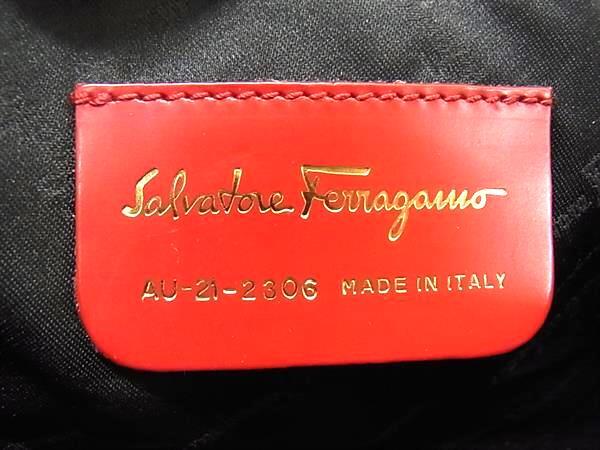 Salvatore Ferragamo
AU-21-2306 MADE IN ITALY